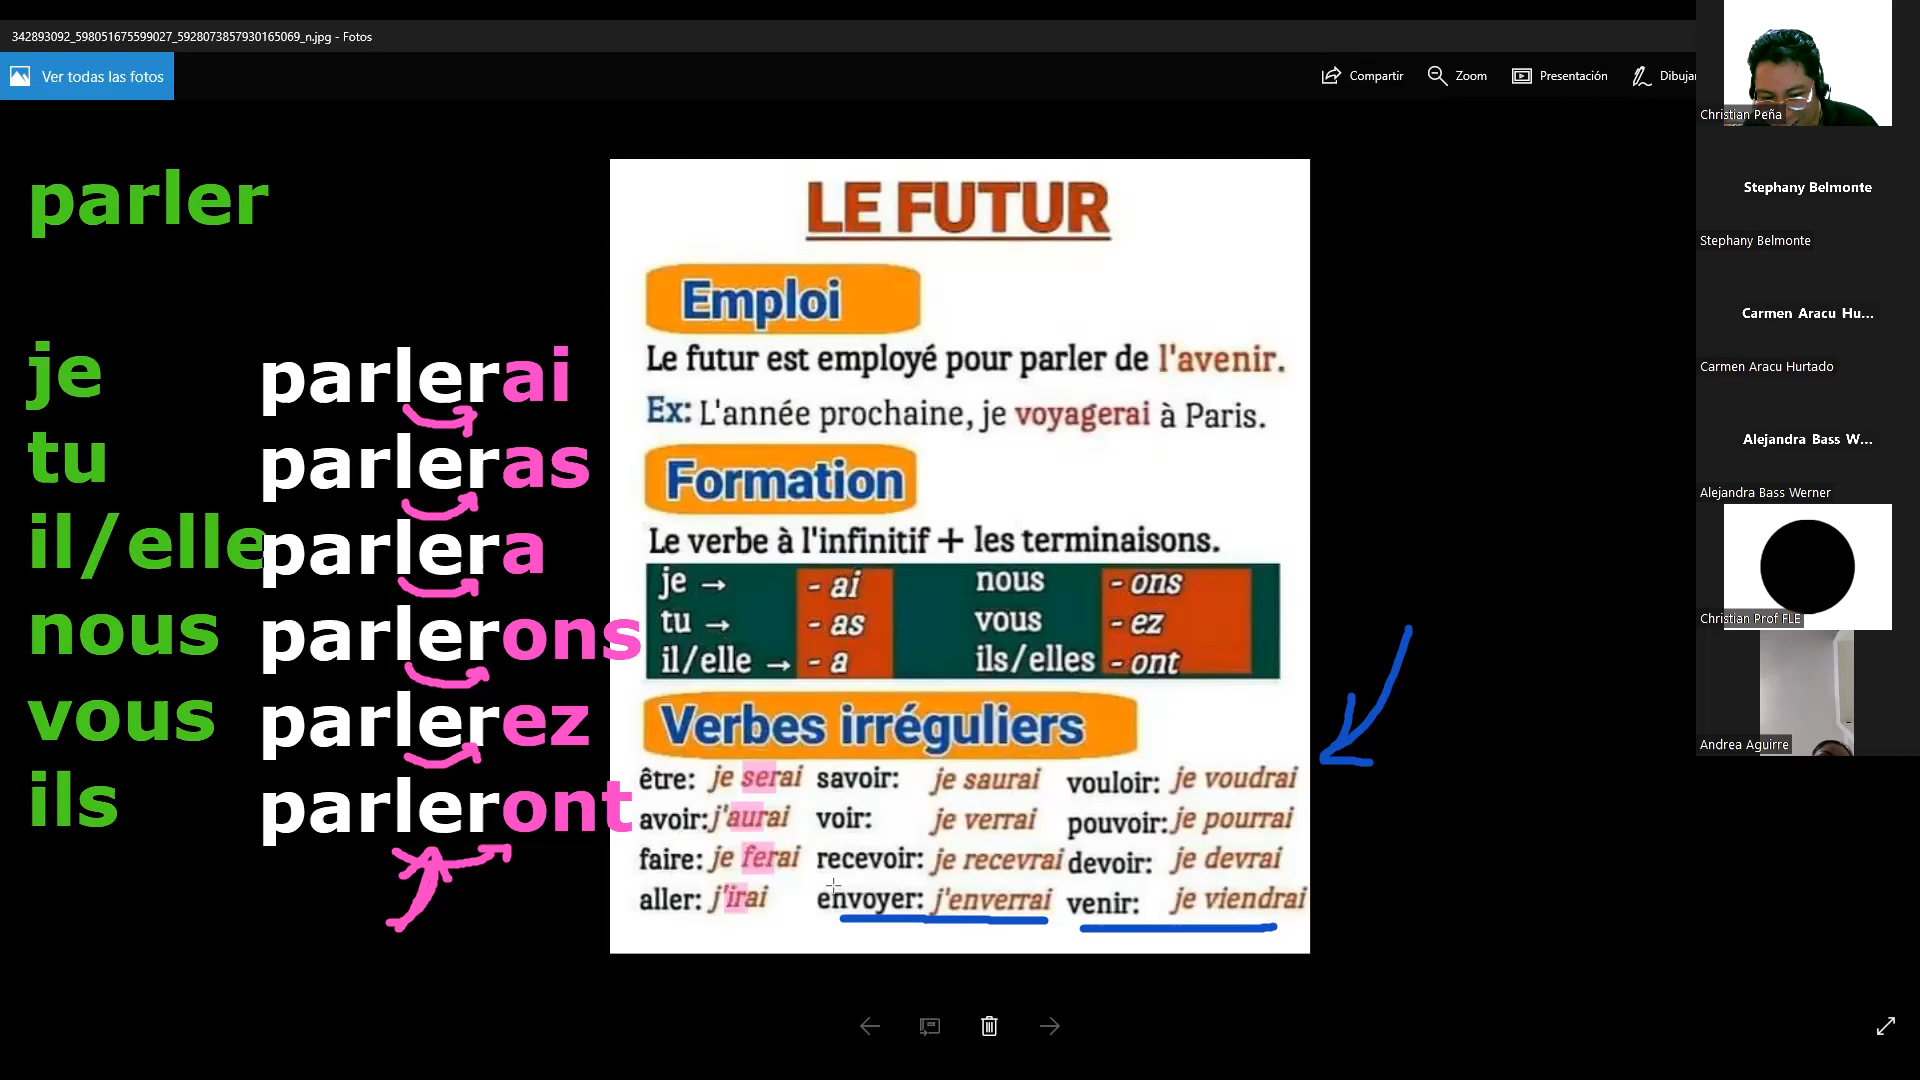 342893092_598051675599027_5928073857930165069_n.jpg - Fotos
Ver todas las fotos
Compartir
Zoom
Presentación
parler
je parlerai
tu parleras
il/elle parlera
nous parlerons
vous parlerez
ils parleront
LE FUTUR
Emploi
Le futur est employé pour parler de l'avenir.
Ex: L'année prochaine, je voyagerai à Paris.
Formation
Le verbe à l'infinitif + les terminaisons.
je → - ai nous - ons
tu → - as vous - ez
il/elle → - a ils/elles - ont
Verbes irréguliers
être: je serai savoir: je saurai vouloir: je voudrai
avoir: j'aurai voir: je verrai pouvoir: je pourrai
faire: je ferai recevoir: je recevrai devoir: je devrai
aller: j'irai envoyer: j'enverrai venir: je viendrai
Christian Peña
Stephany Belmonte
Stephany Belmonte
Carmen Aracu Hu...
Carmen Aracu Hurtado
Alejandra Bass W...
Alejandra Bass Werner
Christian Prof FLE
Andrea Aguirre